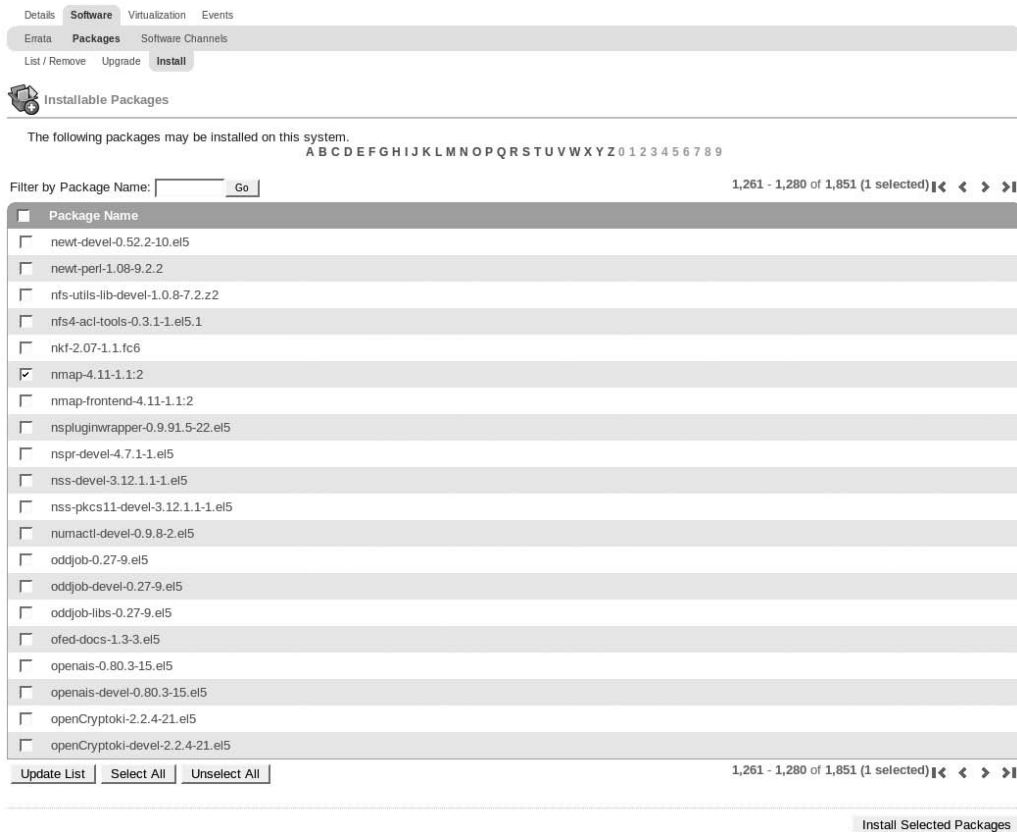 Details Software Virtualization Events
Errata Packages Software Channels
List / Remove Upgrade Install
Installable Packages
The following packages may be installed on this system.
A B C D E F G H I J K L M N O P Q R S T U V W X Y Z 0 1 2 3 4 5 6 7 8 9
Filter by Package Name: Go 1,261 - 1,280 of 1,851 (1 selected)
Package Name
newt-devel-0.52.2-10.el5
newt-perl-1.08-9.2.2
nfs-utils-lib-devel-1.0.8-7.2.z2
nfs4-acl-tools-0.3.1-1.el5.1
nkf-2.07-1.1.fc6
nmap-4.11-1.1:2
nmap-frontend-4.11-1.1:2
nspluginwrapper-0.9.91.5-22.el5
nspr-devel-4.7.1-1.el5
nss-devel-3.12.1.1-1.el5
nss-pkcs11-devel-3.12.1.1-1.el5
numactl-devel-0.9.8-2.el5
oddjob-0.27-9.el5
oddjob-devel-0.27-9.el5
oddjob-libs-0.27-9.el5
ofed-docs-1.3-3.el5
openais-0.80.3-15.el5
openais-devel-0.80.3-15.el5
openCryptoki-2.2.4-21.el5
openCryptoki-devel-2.2.4-21.el5
Update List Select All Unselect All 1,261 - 1,280 of 1,851 (1 selected)
Install Selected Packages